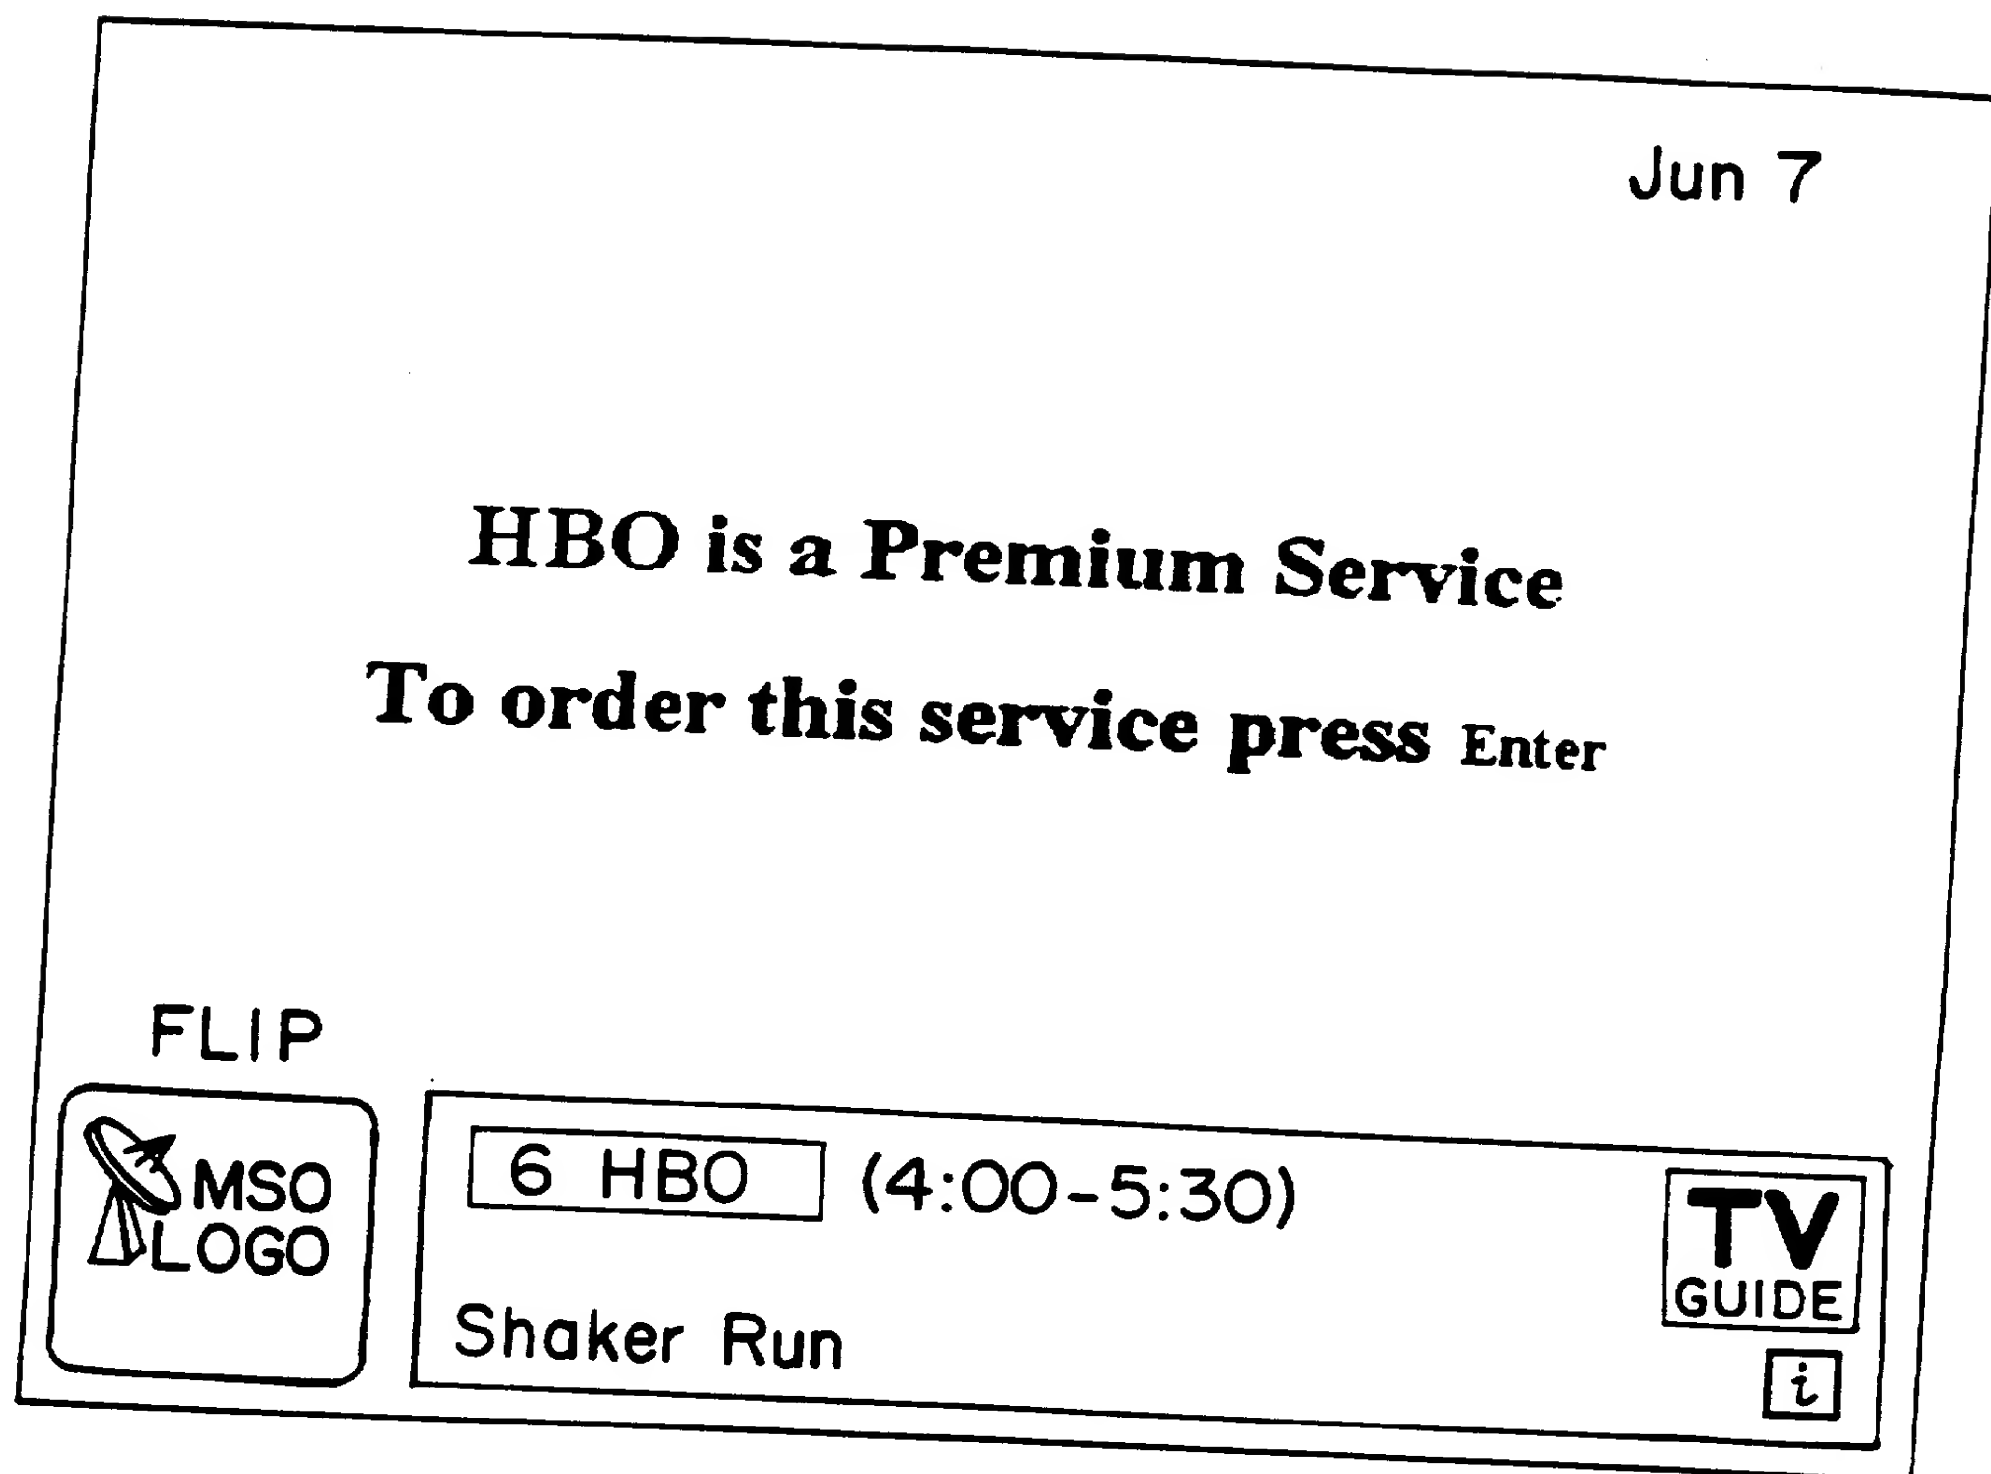 Jun 7
HBO is a Premium Service
To order this service press Enter
FLIP
MSO
LOGO
6 HBO (4:00-5:30)
Shaker Run
TV
GUIDE
i